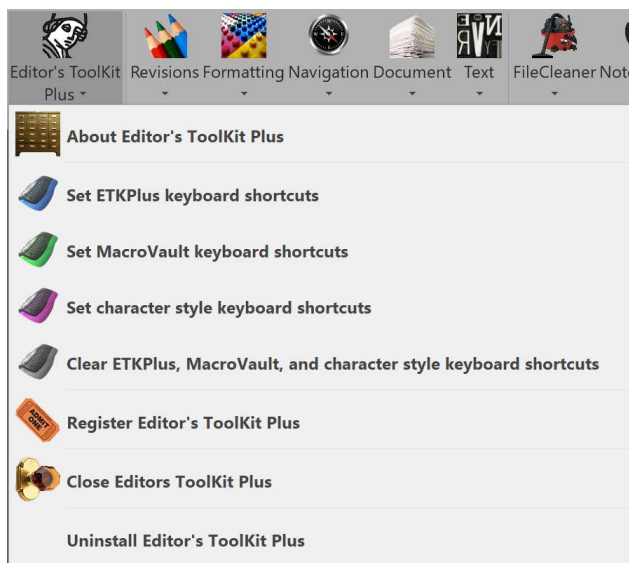 Editor's ToolKit Plus
Revisions
Formatting
Navigation
Document
Text
FileCleaner
About Editor's ToolKit Plus
Set ETKPlus keyboard shortcuts
Set MacroVault keyboard shortcuts
Set character style keyboard shortcuts
Clear ETKPlus, MacroVault, and character style keyboard shortcuts
ADMIT ONE
Register Editor's ToolKit Plus
Close Editors ToolKit Plus
Uninstall Editor's ToolKit Plus